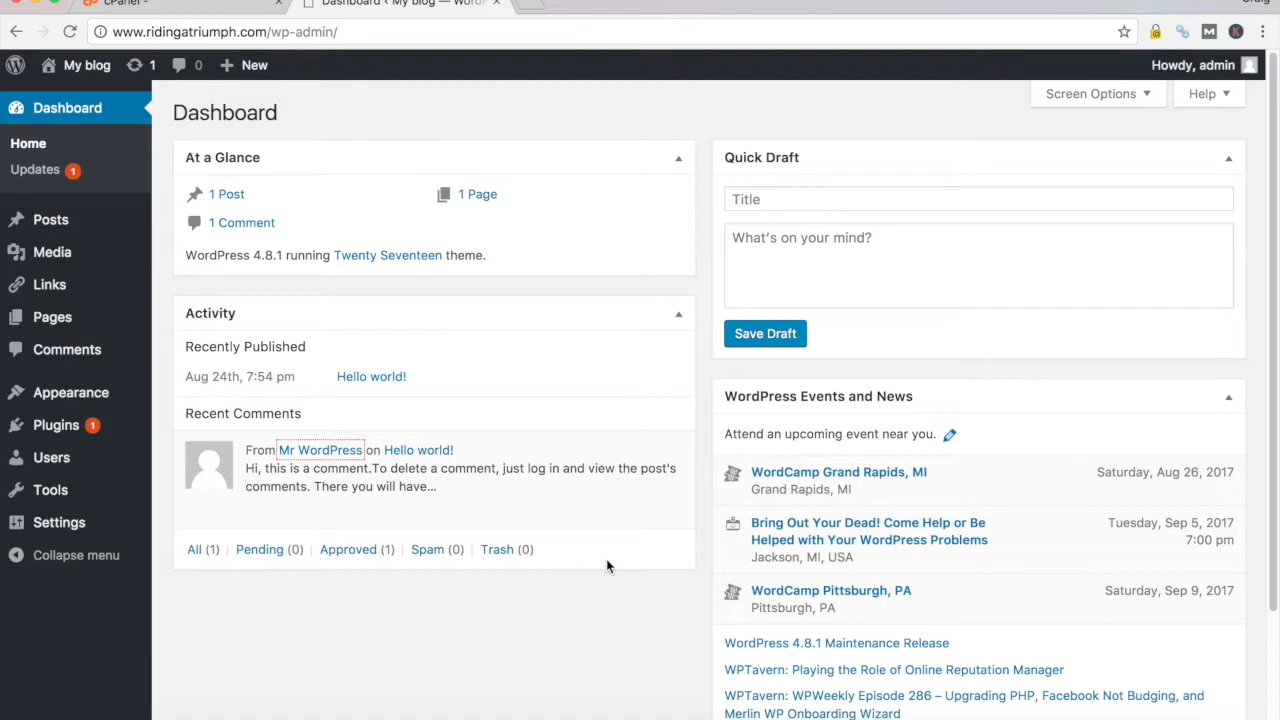 cPanel -
Dashboard ‹ My blog — WordP
Craig
www.ridingatriumph.com/wp-admin/
My blog
1
0
New
Howdy, admin
Dashboard
Home
Updates 1
Posts
Media
Links
Pages
Comments
Appearance
Plugins 1
Users
Tools
Settings
Collapse menu
Screen Options
Help
Dashboard
At a Glance
1 Post
1 Page
1 Comment
WordPress 4.8.1 running Twenty Seventeen theme.
Activity
Recently Published
Aug 24th, 7:54 pm Hello world!
Recent Comments
From Mr WordPress on Hello world!
Hi, this is a comment.To delete a comment, just log in and view the post's
comments. There you will have…
All (1) | Pending (0) | Approved (1) | Spam (0) | Trash (0)
Quick Draft
Title
What's on your mind?
Save Draft
WordPress Events and News
Attend an upcoming event near you.
WordCamp Grand Rapids, MI Saturday, Aug 26, 2017
Grand Rapids, MI
Bring Out Your Dead! Come Help or Be Tuesday, Sep 5, 2017
Helped with Your WordPress Problems 7:00 pm
Jackson, MI, USA
WordCamp Pittsburgh, PA Saturday, Sep 9, 2017
Pittsburgh, PA
WordPress 4.8.1 Maintenance Release
WPTavern: Playing the Role of Online Reputation Manager
WPTavern: WPWeekly Episode 286 – Upgrading PHP, Facebook Not Budging, and
Merlin WP Onboarding Wizard